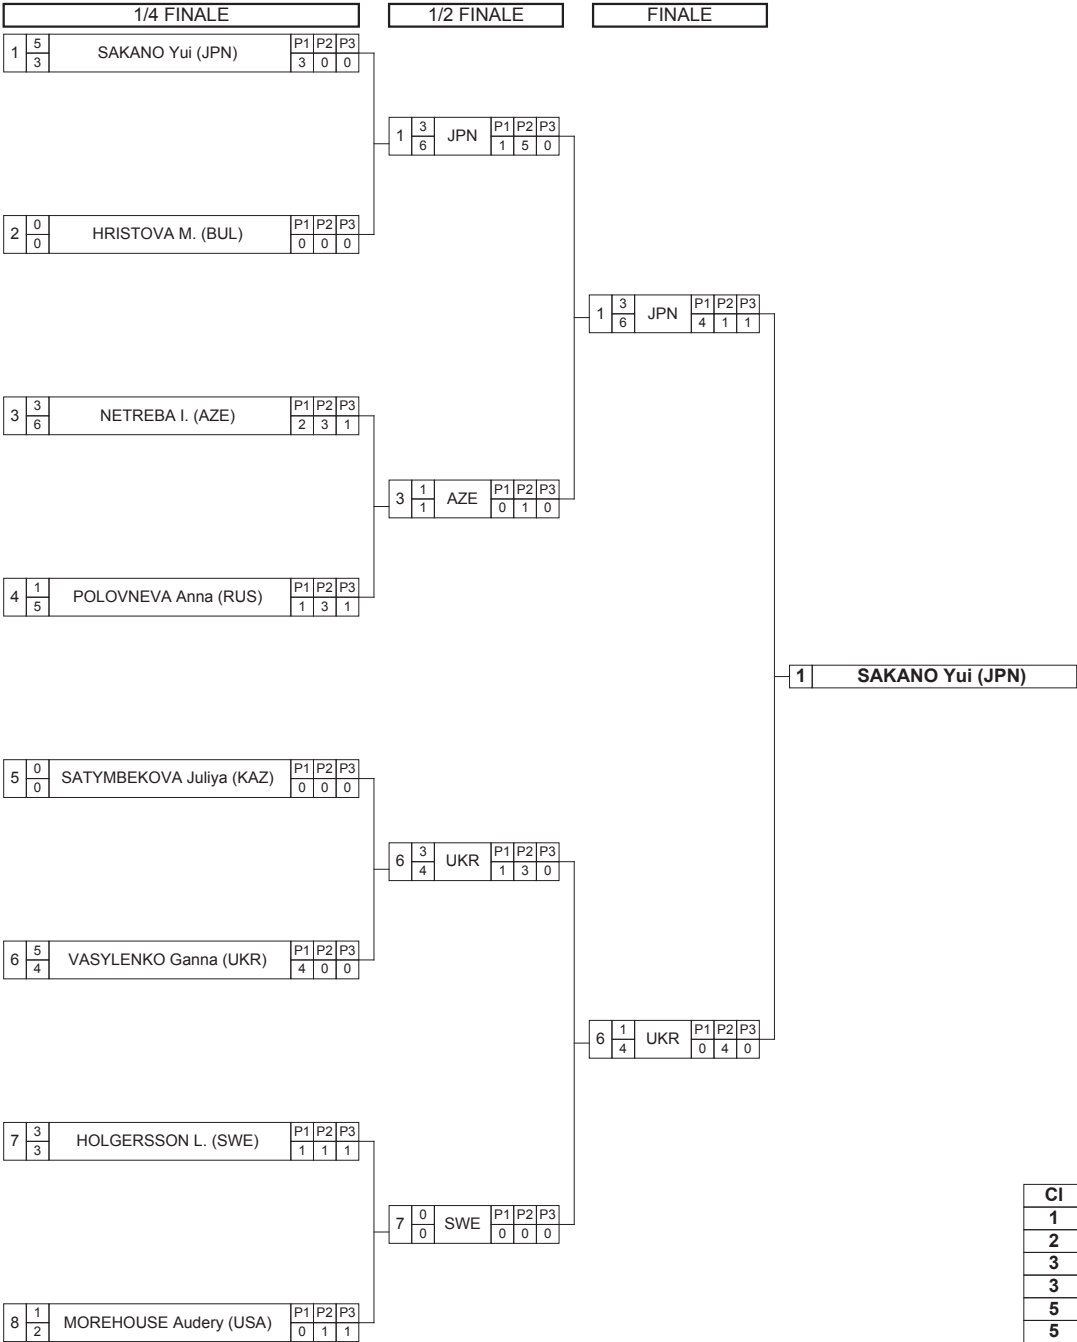 1/4 FINALE 1/2 FINALE FINALE
1 5 3 SAKANO Yui (JPN) P1 P2 P3 3 0 0
1 3 6 JPN P1 P2 P3 1 5 0
2 0 0 HRISTOVA M. (BUL) P1 P2 P3 0 0 0
1 3 6 JPN P1 P2 P3 4 1 1
3 3 6 NETREBA I. (AZE) P1 P2 P3 2 3 1
3 1 1 AZE P1 P2 P3 0 1 0
4 1 5 POLOVNEVA Anna (RUS) P1 P2 P3 1 3 1
1 SAKANO Yui (JPN)
5 0 0 SATYMBEKOVA Juliya (KAZ) P1 P2 P3 0 0 0
6 3 4 UKR P1 P2 P3 1 3 0
6 5 4 VASYLENKO Ganna (UKR) P1 P2 P3 4 0 0
6 1 4 UKR P1 P2 P3 0 4 0
7 3 3 HOLGERSSON L. (SWE) P1 P2 P3 1 1 1
7 0 0 SWE P1 P2 P3 0 0 0
8 1 2 MOREHOUSE Audery (USA) P1 P2 P3 0 1 1
Cl
1
2
3
3
5
5